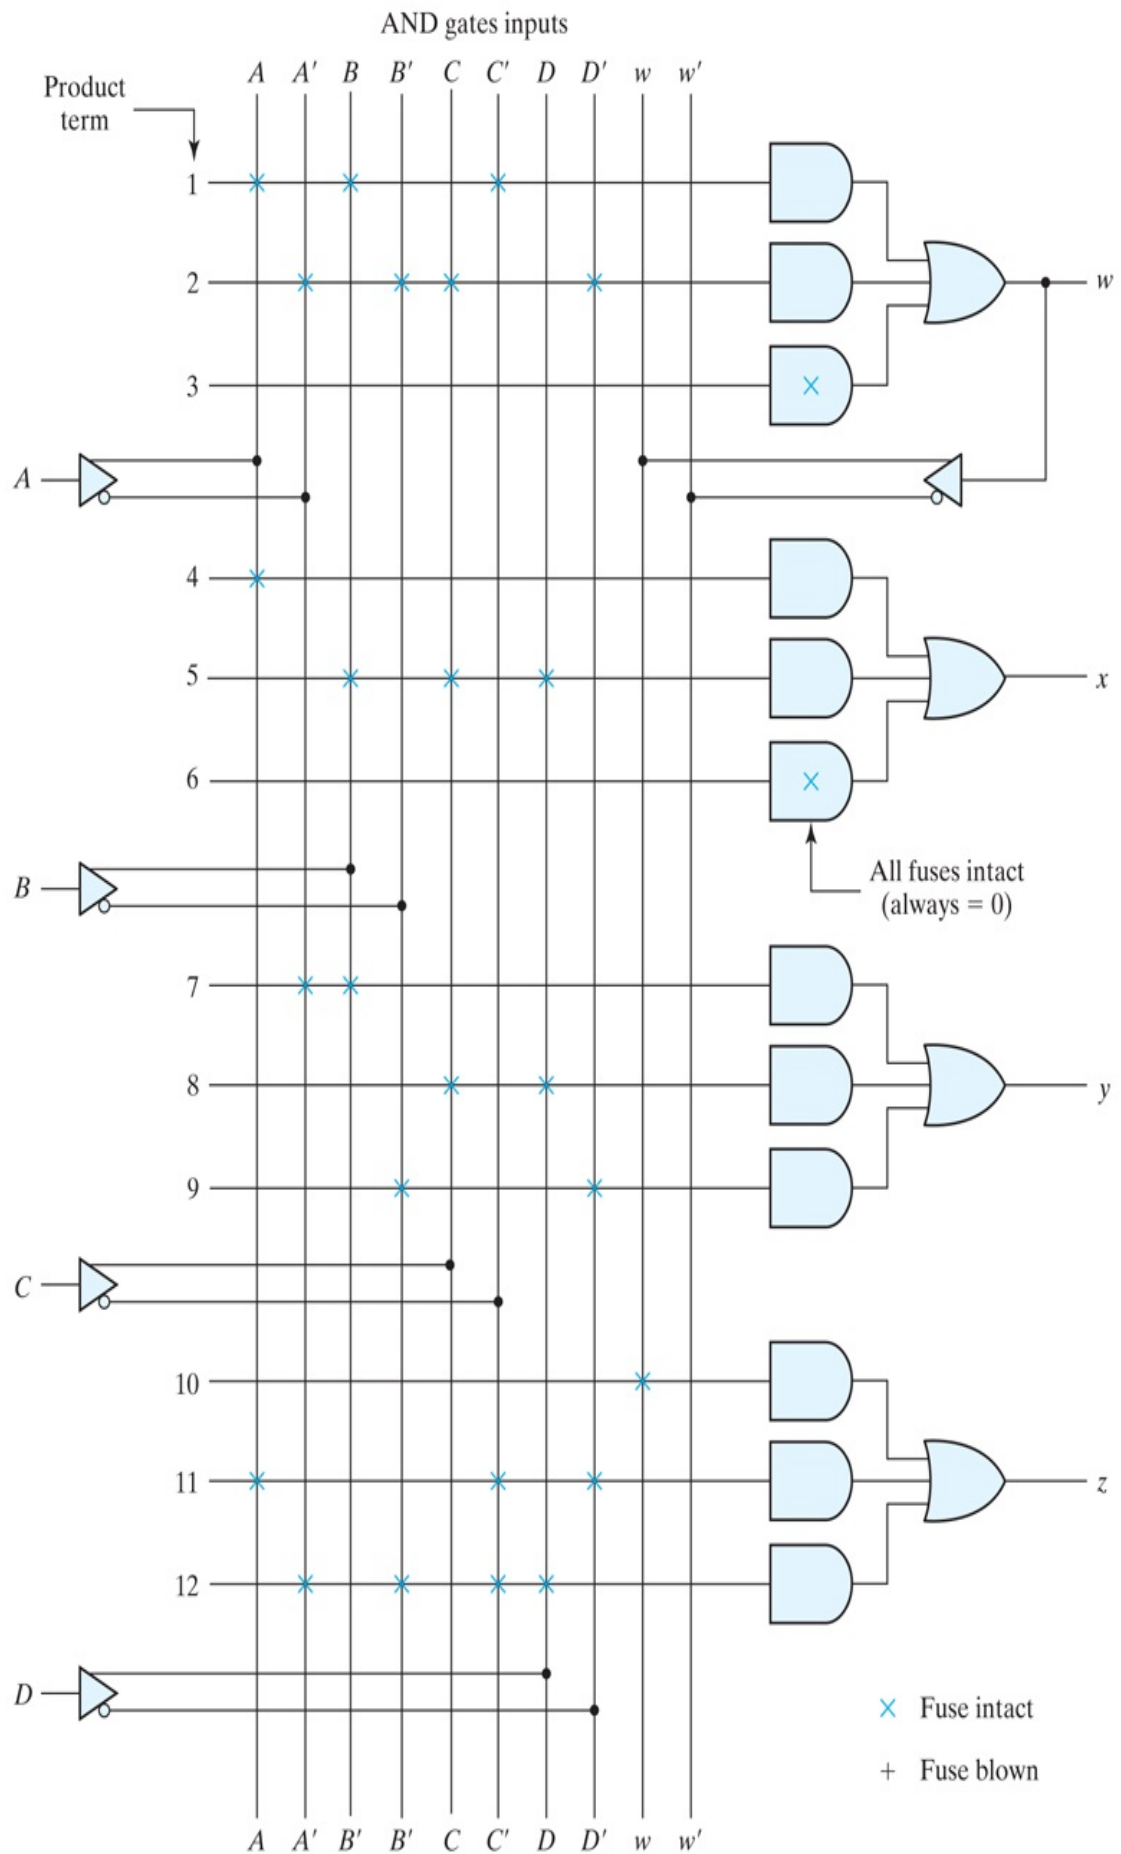 AND gates inputs
A A' B B' C C' D D' w w'
Product
term
1
2
w
3
A
4
5
x
6
All fuses intact
(always = 0)
B
7
8
y
9
C
10
11
z
12
D
× Fuse intact
+ Fuse blown
A A' B' B' C C' D D' w w'